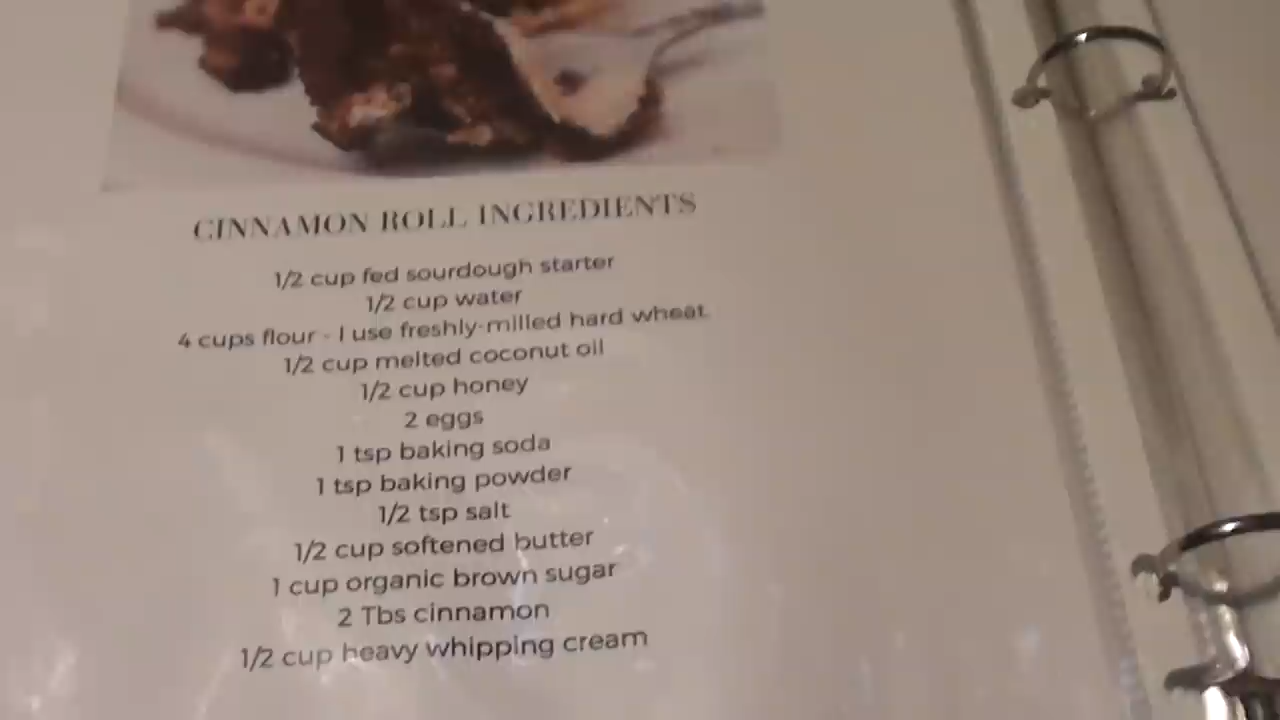 CINNAMON ROLL INGREDIENTS
1/2 cup fed sourdough starter
1/2 cup water
4 cups flour - I use freshly-milled hard wheat
1/2 cup melted coconut oil
1/2 cup honey
2 eggs
1 tsp baking soda
1 tsp baking powder
1/2 tsp salt
1/2 cup softened butter
1 cup organic brown sugar
2 Tbs cinnamon
1/2 cup heavy whipping cream